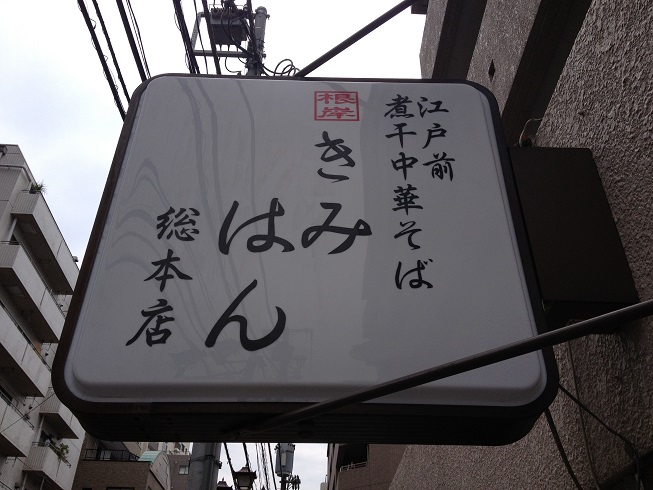 江戸前
煮干中華そば
根岸
きみ
はん
総本店